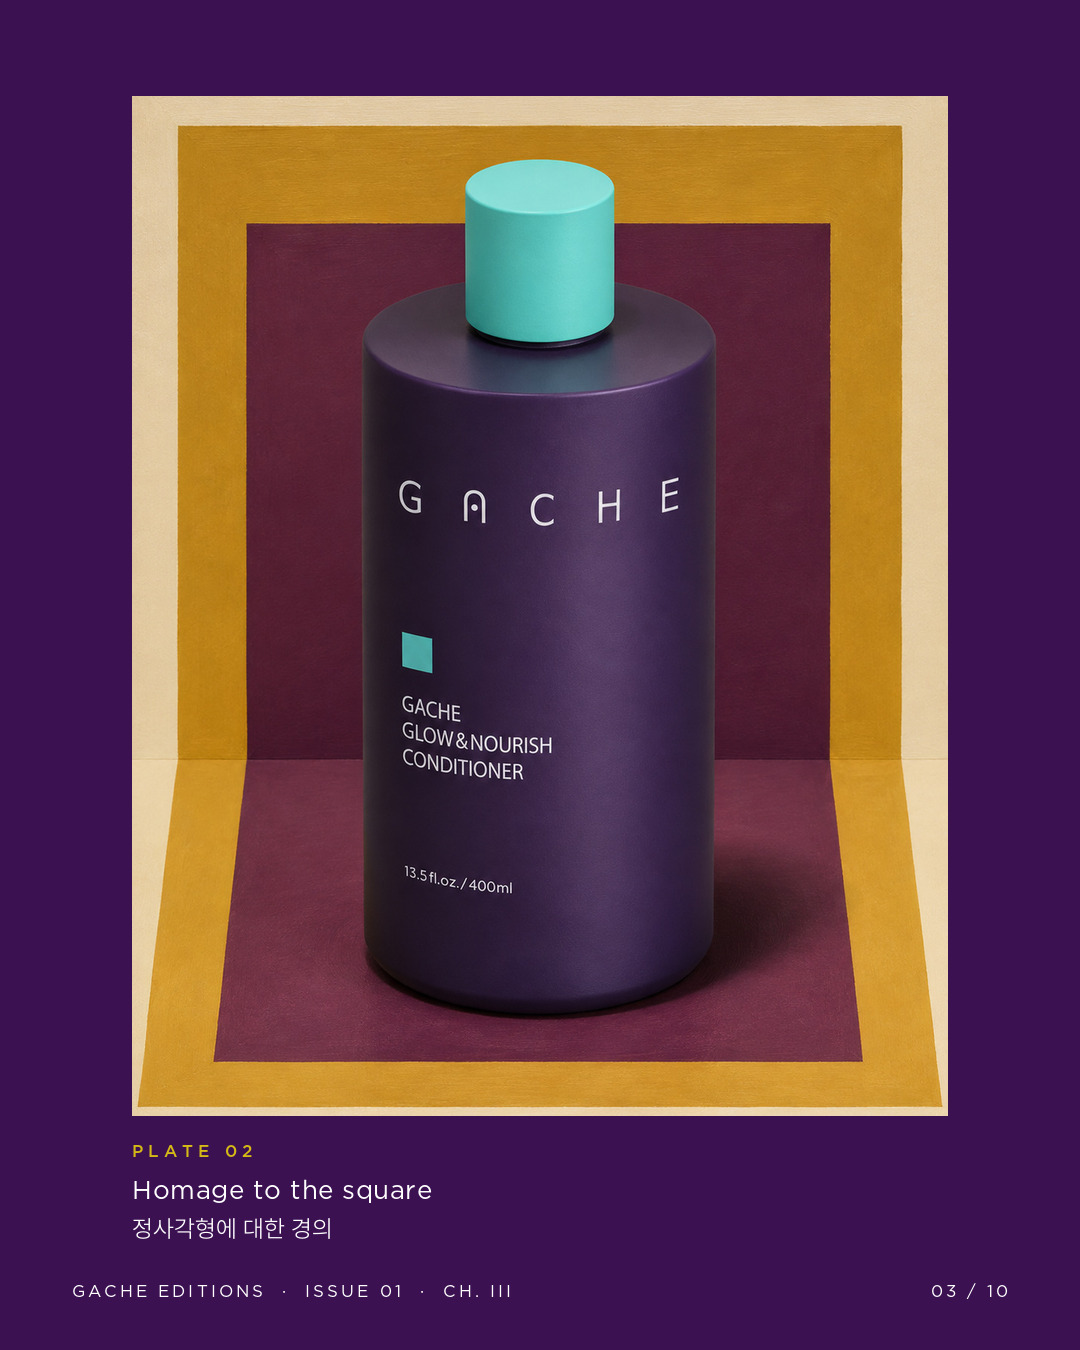 GACHE
GACHE
GLOW&NOURISH
CONDITIONER
13.5fl.oz./400ml
PLATE 02
Homage to the square
정사각형에 대한 경의
GACHE EDITIONS · ISSUE 01 · CH. III
03 / 10